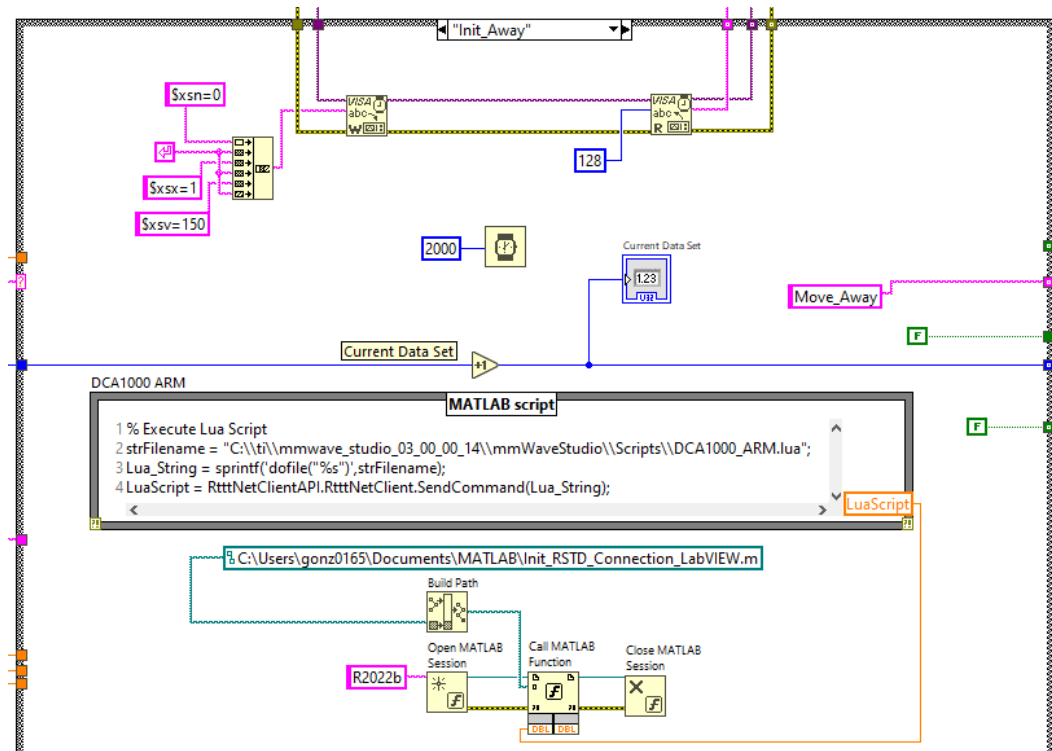 "Init_Away"
$xsn=0
$xsx=1
$xsv=150
VISA
abc
W
VISA
abc
R
128
2000
Current Data Set
1.23
U32
Move_Away
F
Current Data Set
+1
DCA1000 ARM
MATLAB script
F
1 % Execute Lua Script
2 strFilename = "C:\\ti\\mmwave_studio_03_00_00_14\\mmWaveStudio\\Scripts\\DCA1000_ARM.lua";
3 Lua_String = sprintf('dofile("%s")',strFilename);
4 LuaScript = RtttNetClientAPI.RtttNetClient.SendCommand(Lua_String);
LuaScript
C:\Users\gonz0165\Documents\MATLAB\Init_RSTD_Connection_LabVIEW.m
Build Path
Open MATLAB
Session
Call MATLAB
Function
Close MATLAB
Session
R2022b
DBL
DBL